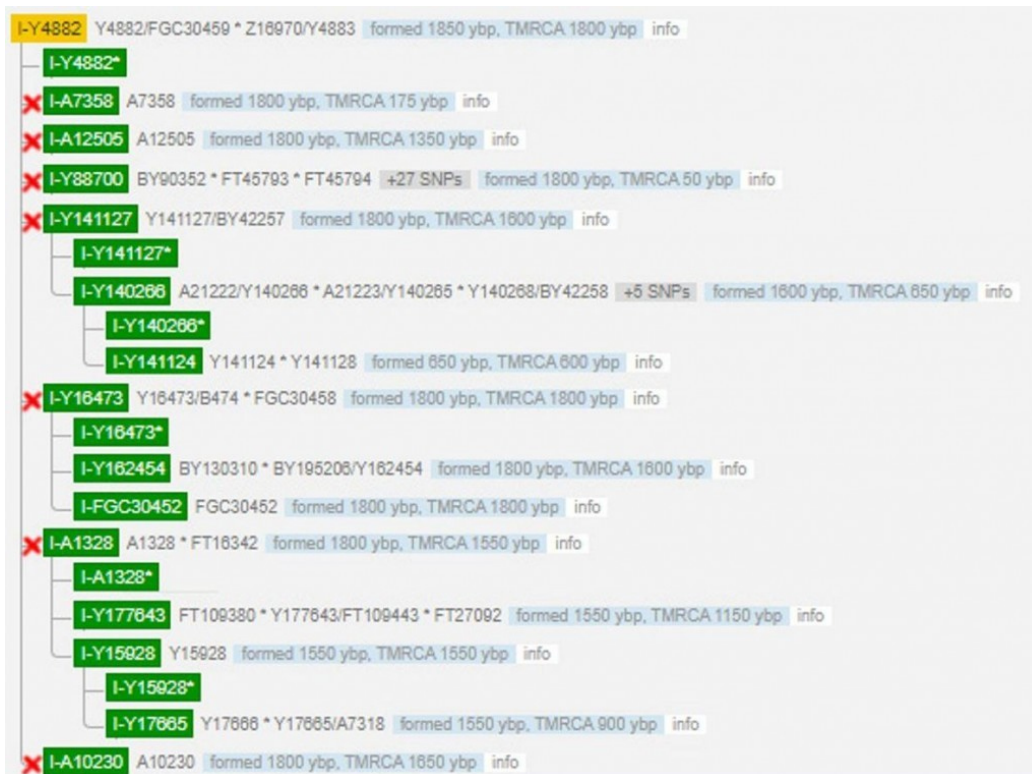 I-Y4882 Y4882/FGC30459 * Z16970/Y4883 formed 1850 ybp, TMRCA 1800 ybp info
I-Y4882*
I-A7358 A7358 formed 1800 ybp, TMRCA 175 ybp info
I-A12505 A12505 formed 1800 ybp, TMRCA 1350 ybp info
I-Y88700 BY90352 * FT45793 * FT45794 +27 SNPs formed 1800 ybp, TMRCA 50 ybp info
I-Y141127 Y141127/BY42257 formed 1800 ybp, TMRCA 1600 ybp info
I-Y141127*
I-Y140266 A21222/Y140266 * A21223/Y140265 * Y140268/BY42258 +5 SNPs formed 1600 ybp, TMRCA 650 ybp info
I-Y140266*
I-Y141124 Y141124 * Y141128 formed 650 ybp, TMRCA 600 ybp info
I-Y16473 Y16473/B474 * FGC30458 formed 1800 ybp, TMRCA 1800 ybp info
I-Y16473*
I-Y162454 BY130310 * BY195206/Y162454 formed 1800 ybp, TMRCA 1600 ybp info
I-FGC30452 FGC30452 formed 1800 ybp, TMRCA 1800 ybp info
I-A1328 A1328 * FT16342 formed 1800 ybp, TMRCA 1550 ybp info
I-A1328*
I-Y177643 FT109380 * Y177643/FT109443 * FT27092 formed 1550 ybp, TMRCA 1150 ybp info
I-Y15928 Y15928 formed 1550 ybp, TMRCA 1550 ybp info
I-Y15928*
I-Y17665 Y17666 * Y17665/A7318 formed 1550 ybp, TMRCA 900 ybp info
I-A10230 A10230 formed 1800 ybp, TMRCA 1650 ybp info